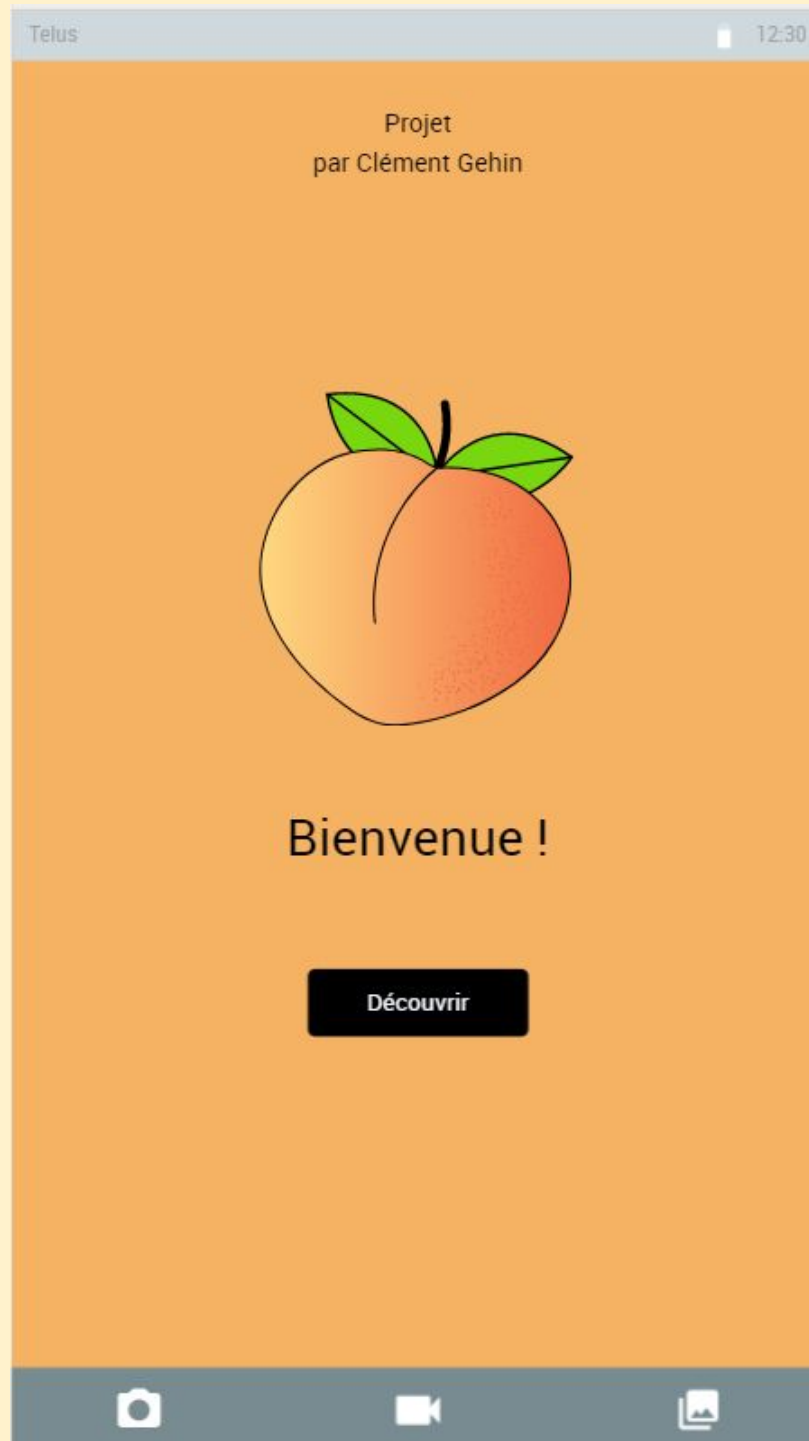 Telus 12:30
Projet
par Clément Gehin
Bienvenue !
Découvrir